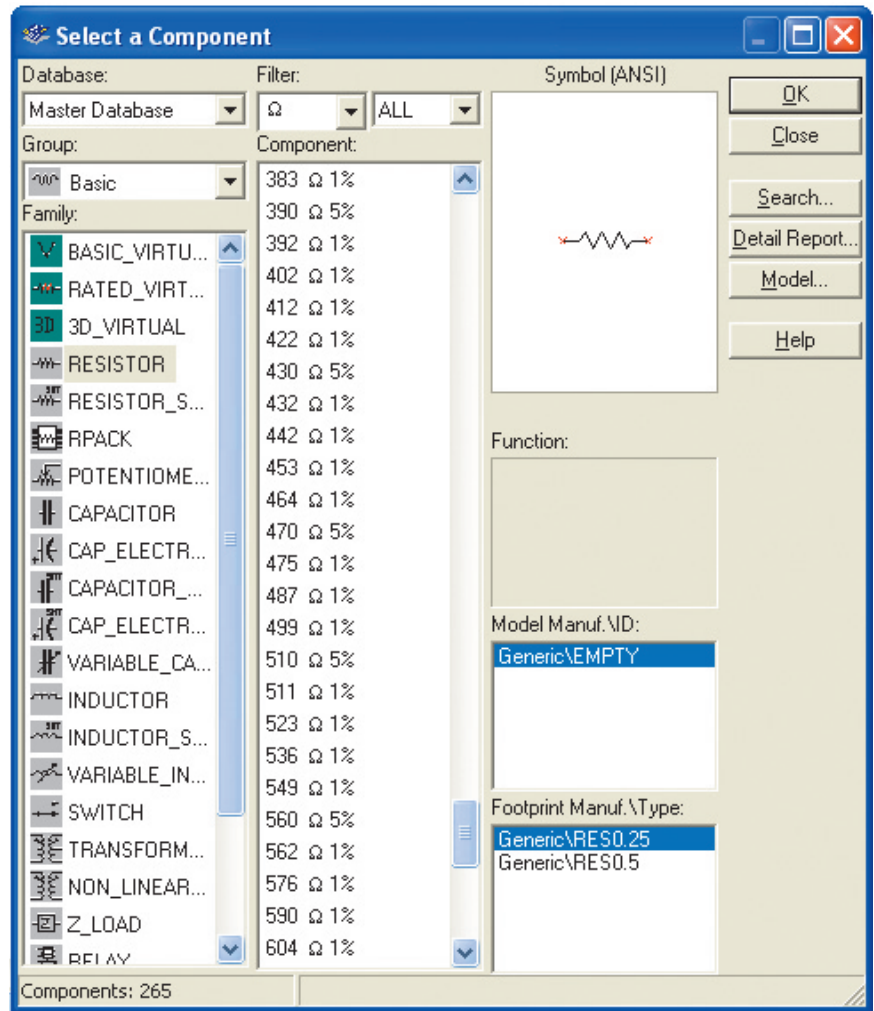 Select a Component
Database:
Master Database
Group:
Basic
Family:
BASIC_VIRTU...
RATED_VIRT...
3D_VIRTUAL
RESISTOR
RESISTOR_S...
RPACK
POTENTIOME...
CAPACITOR
CAP_ELECTR...
CAPACITOR_...
CAP_ELECTR...
VARIABLE_CA...
INDUCTOR
INDUCTOR_S...
VARIABLE_IN...
SWITCH
TRANSFORM...
NON_LINEAR...
Z_LOAD
RELAY
Filter:
Ω ALL
Component:
383 Ω 1%
390 Ω 5%
392 Ω 1%
402 Ω 1%
412 Ω 1%
422 Ω 1%
430 Ω 5%
432 Ω 1%
442 Ω 1%
453 Ω 1%
464 Ω 1%
470 Ω 5%
475 Ω 1%
487 Ω 1%
499 Ω 1%
510 Ω 5%
511 Ω 1%
523 Ω 1%
536 Ω 1%
549 Ω 1%
560 Ω 5%
562 Ω 1%
576 Ω 1%
590 Ω 1%
604 Ω 1%
Symbol (ANSI)
Function:
Model Manuf.\ID:
Generic\EMPTY
Footprint Manuf.\Type:
Generic\RES0.25
Generic\RES0.5
OK
Close
Search...
Detail Report...
Model...
Help
Components: 265